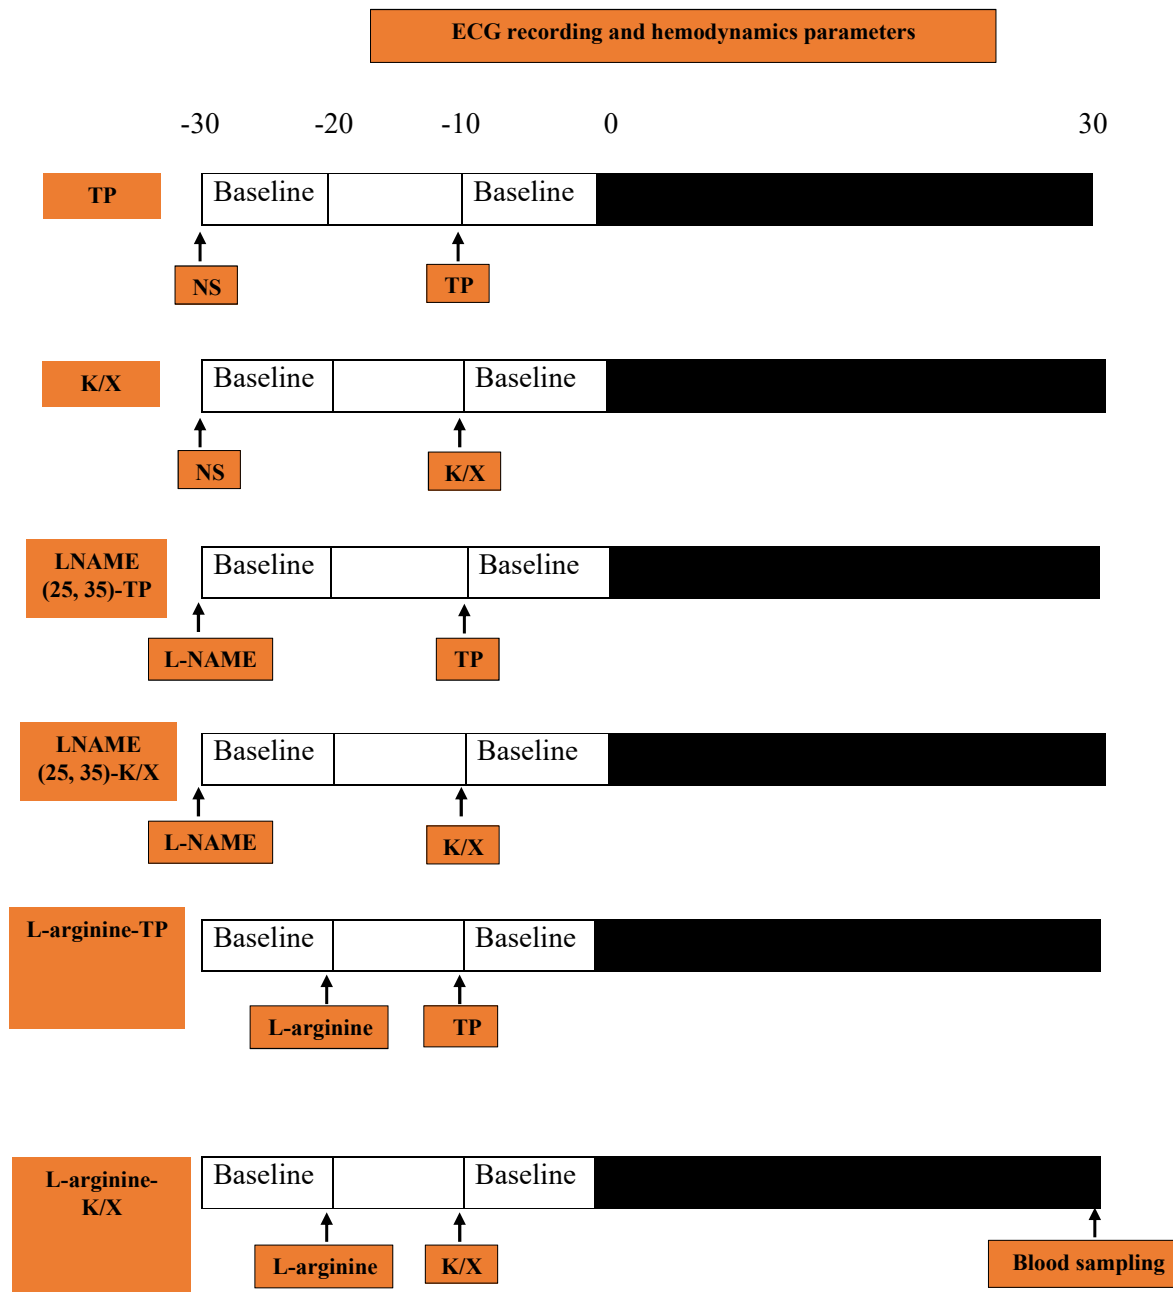 ECG recording and hemodynamics parameters
-30 -20 -10 0 30
TP Baseline Baseline
NS TP
K/X Baseline Baseline
NS K/X
LNAME
(25, 35)-TP
Baseline Baseline
L-NAME TP
LNAME
(25, 35)-K/X
Baseline Baseline
L-NAME K/X
L-arginine-TP Baseline Baseline
L-arginine TP
L-arginine-
K/X
Baseline Baseline
L-arginine K/X Blood sampling